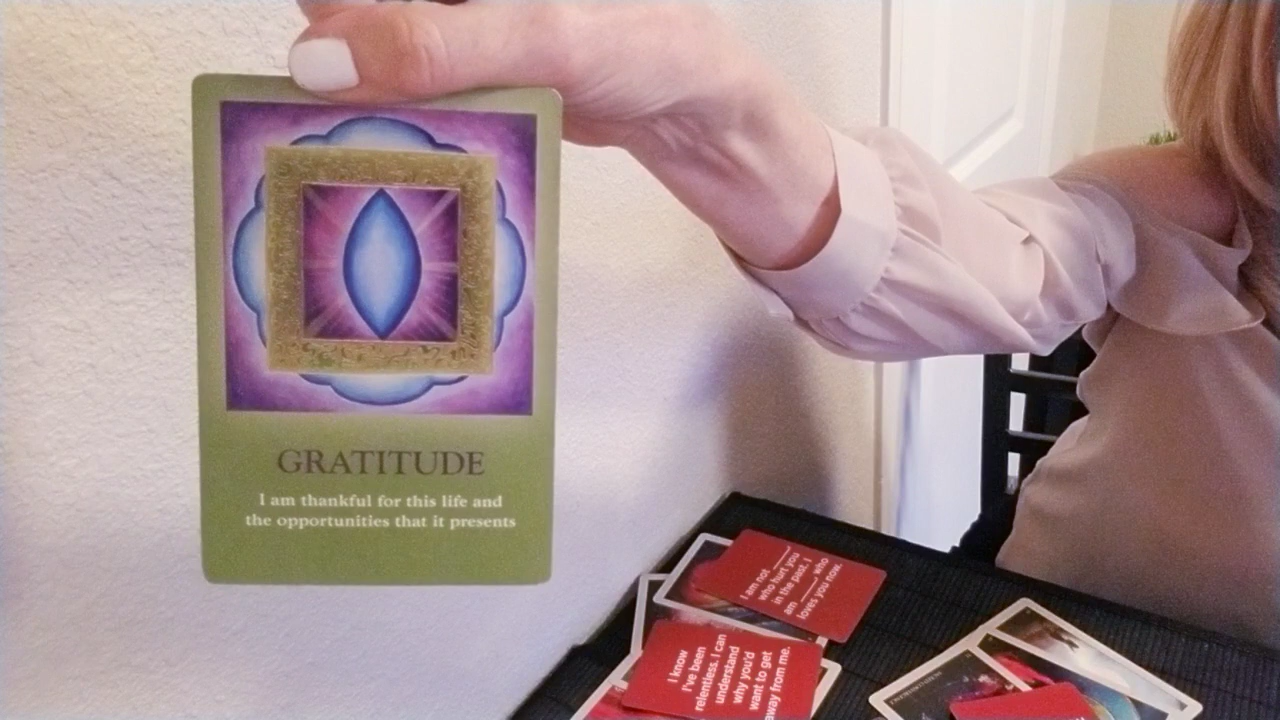 GRATITUDE
I am thankful for this life and
the opportunities that it presents
I am not ____
who hurt you
in the past. I
am ____ who
loves you now.
I know
I've been
relentless. I can
understand
why you'd
want to get
away from me.